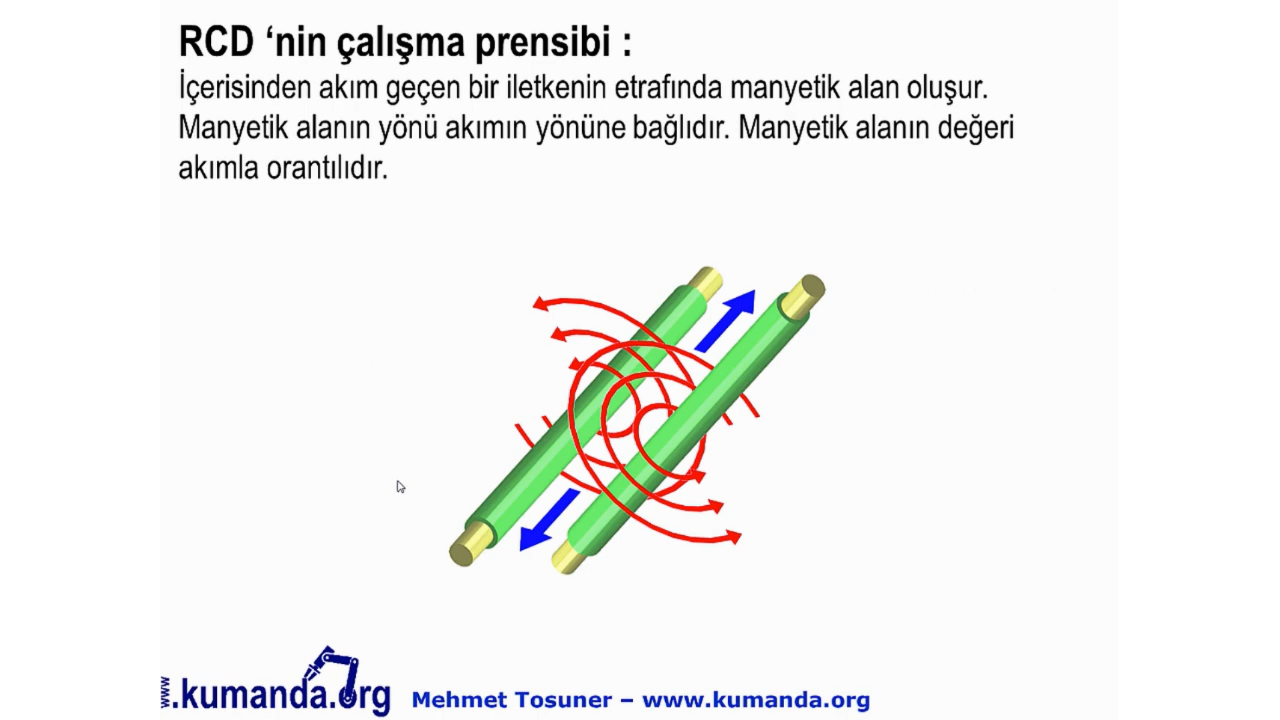 RCD ‘nin çalışma prensibi :
İçerisinden akım geçen bir iletkenin etrafında manyetik alan oluşur.
Manyetik alanın yönü akımın yönüne bağlıdır. Manyetik alanın değeri
akımla orantılıdır.
www.kumanda.org
Mehmet Tosuner – www.kumanda.org